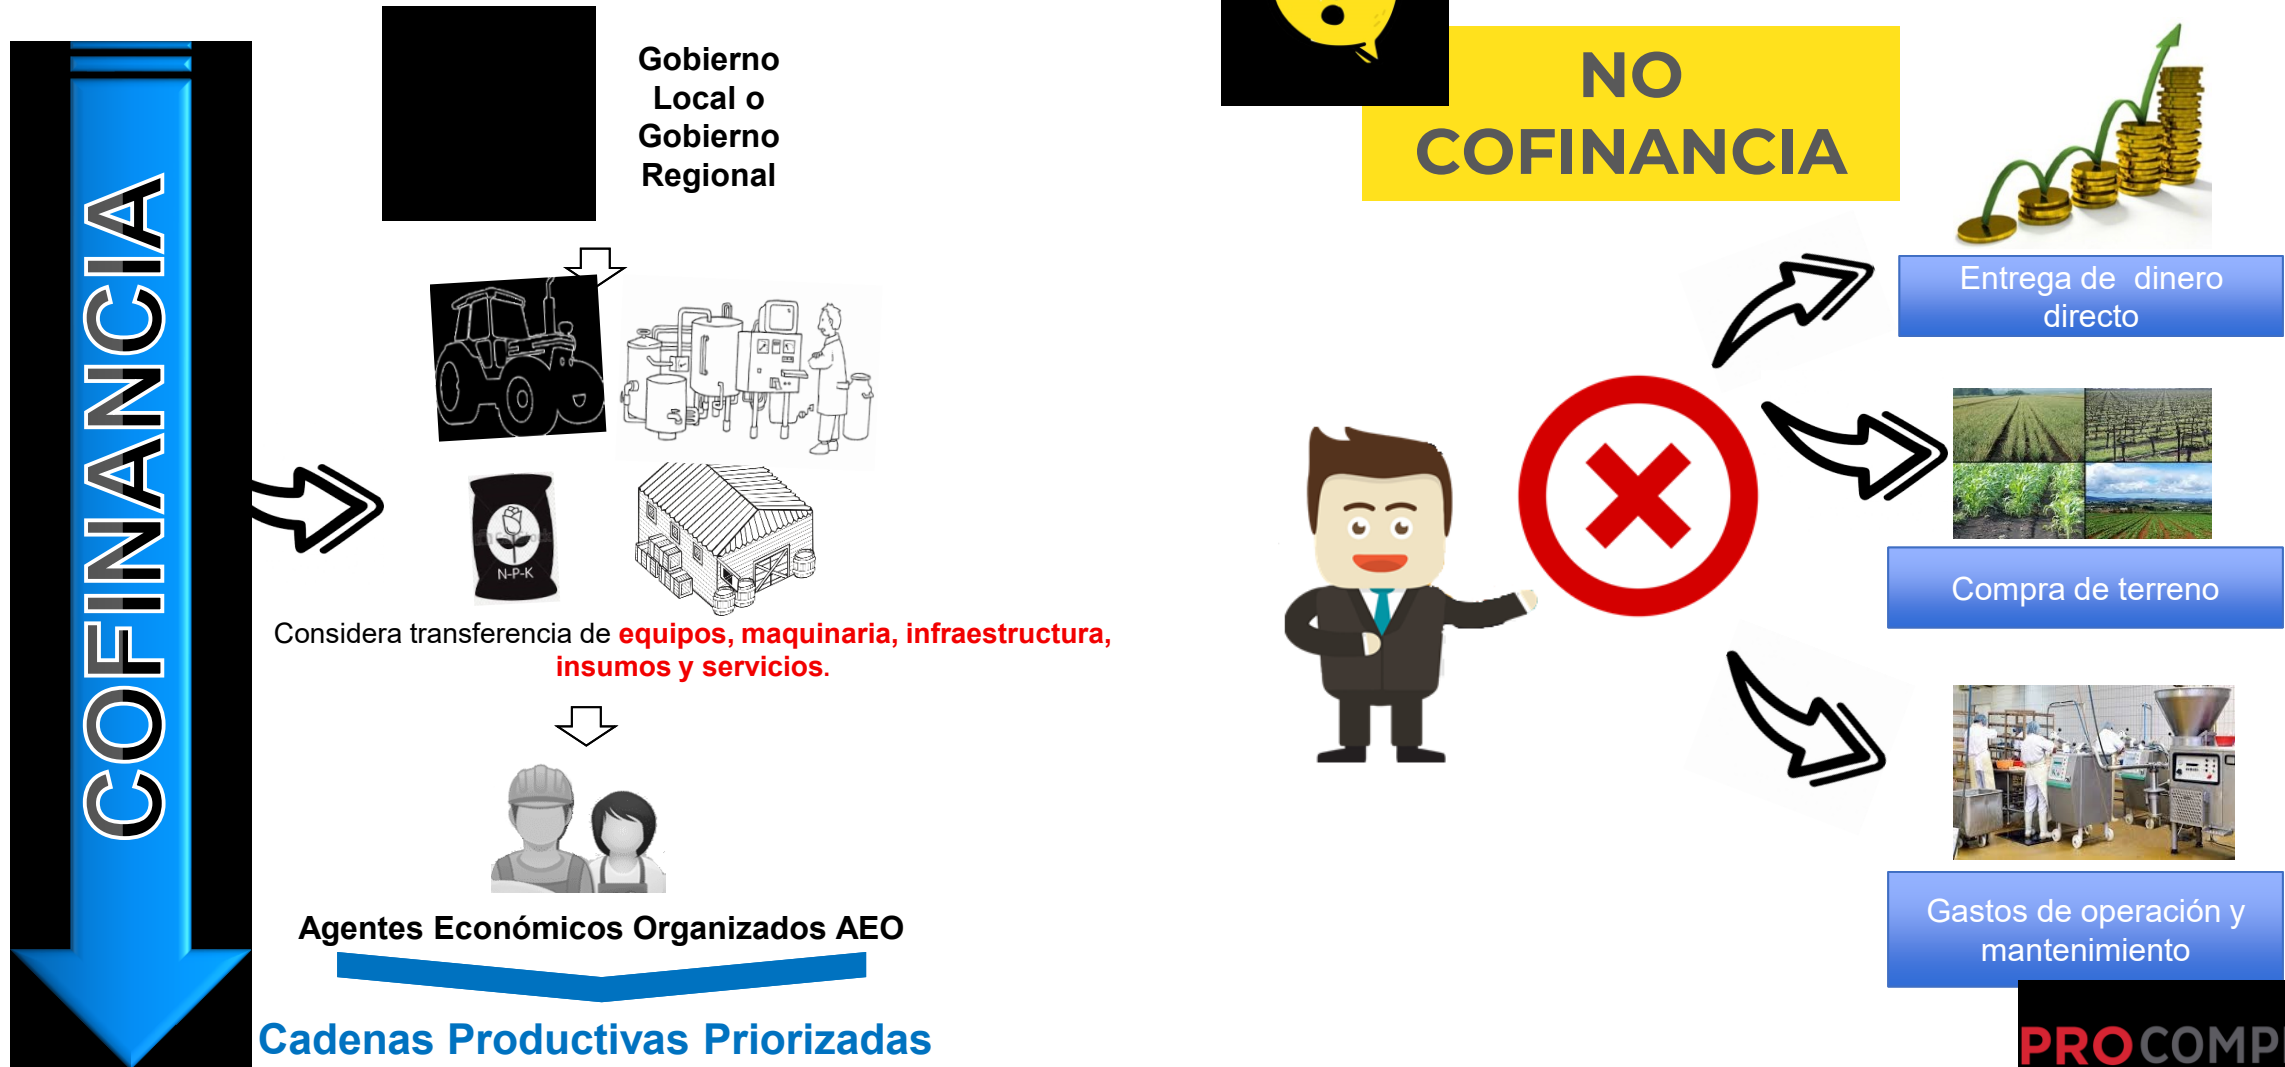 COFINANCIA
Gobierno
Local o
Gobierno
Regional
N-P-K
Considera transferencia de equipos, maquinaria, infraestructura,
insumos y servicios.
Agentes Económicos Organizados AEO
Cadenas Productivas Priorizadas
NO
COFINANCIA
Entrega de dinero
directo
Compra de terreno
Gastos de operación y
mantenimiento
PROCOMP